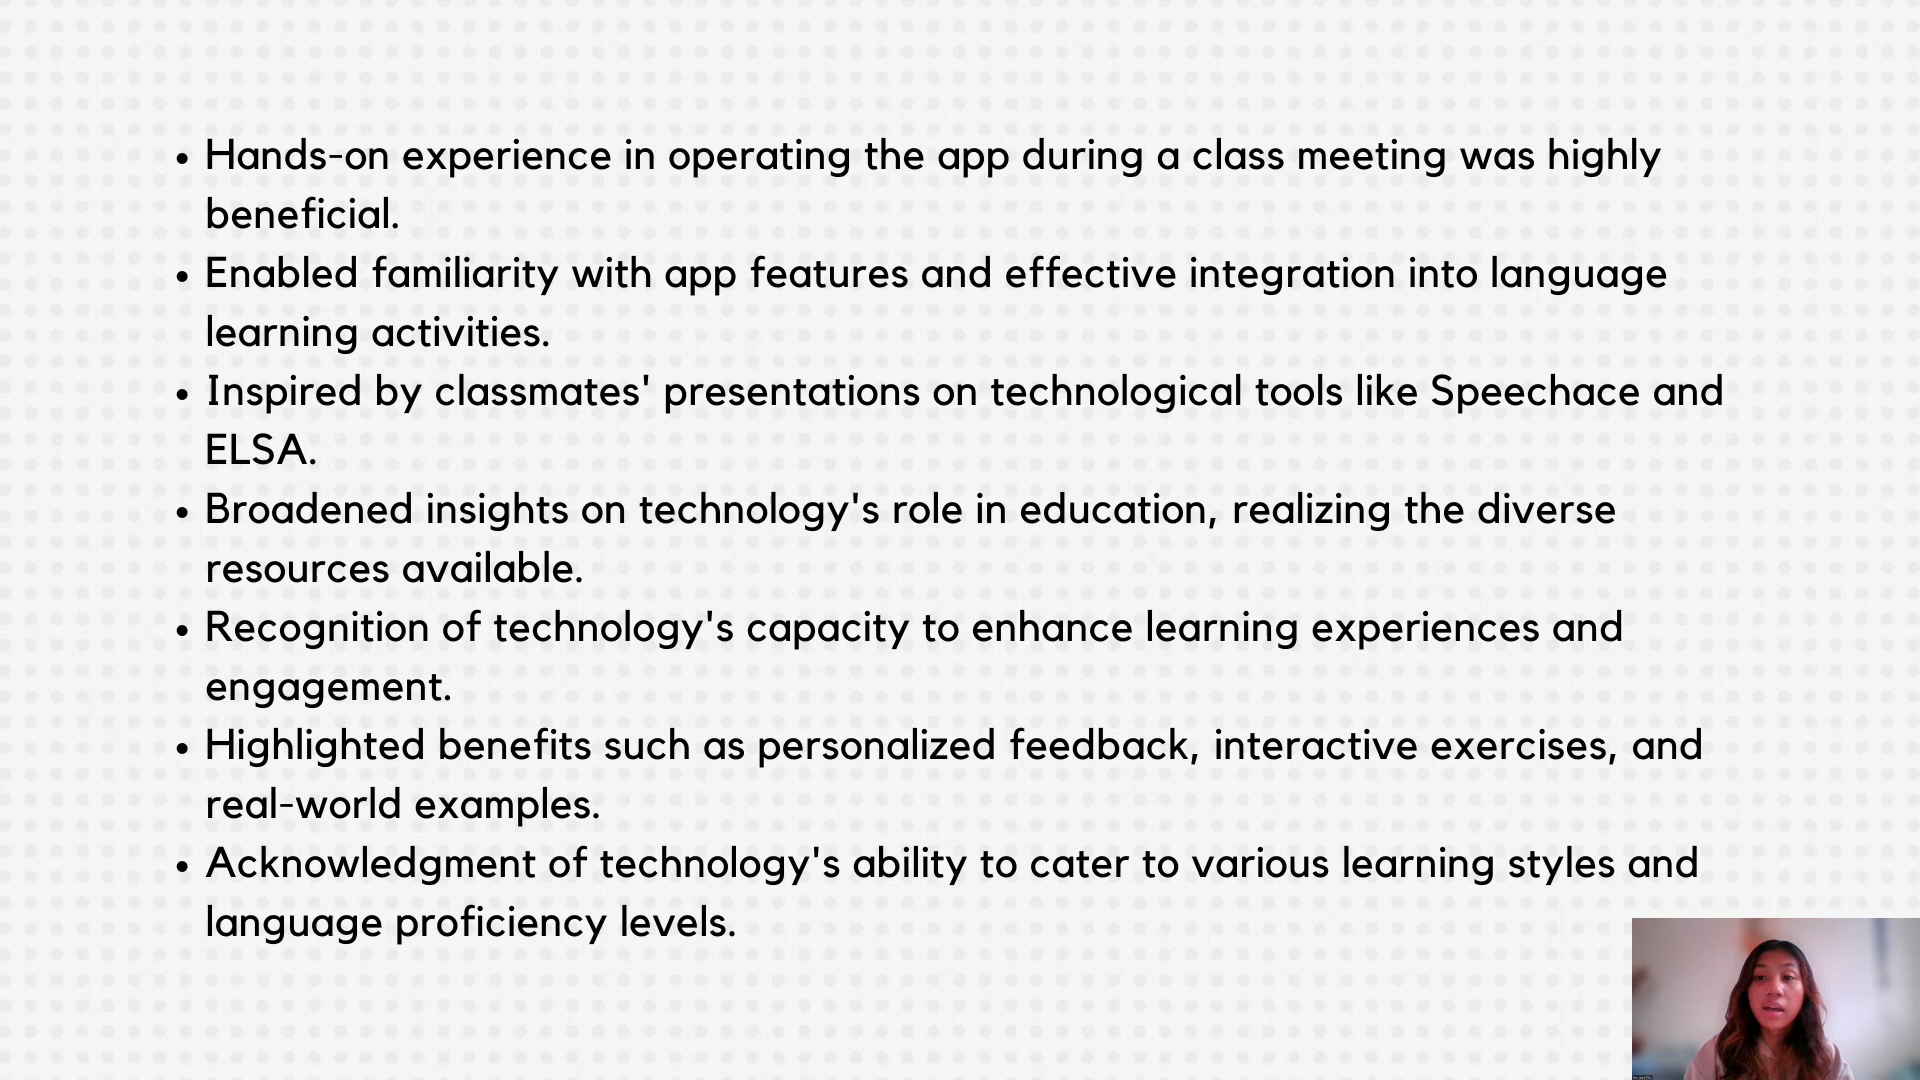 • Hands-on experience in operating the app during a class meeting was highly
beneficial.
• Enabled familiarity with app features and effective integration into language
learning activities.
• Inspired by classmates' presentations on technological tools like Speechace and
ELSA.
• Broadened insights on technology's role in education, realizing the diverse
resources available.
• Recognition of technology's capacity to enhance learning experiences and
engagement.
• Highlighted benefits such as personalized feedback, interactive exercises, and
real-world examples.
• Acknowledgment of technology's ability to cater to various learning styles and
language proficiency levels.